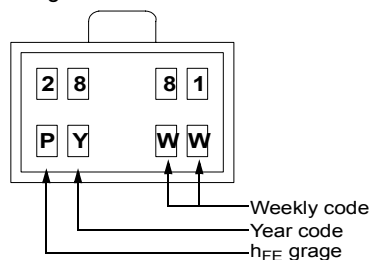 2 8 8 1
P Y W W
Weekly code
Year code
hFE grage